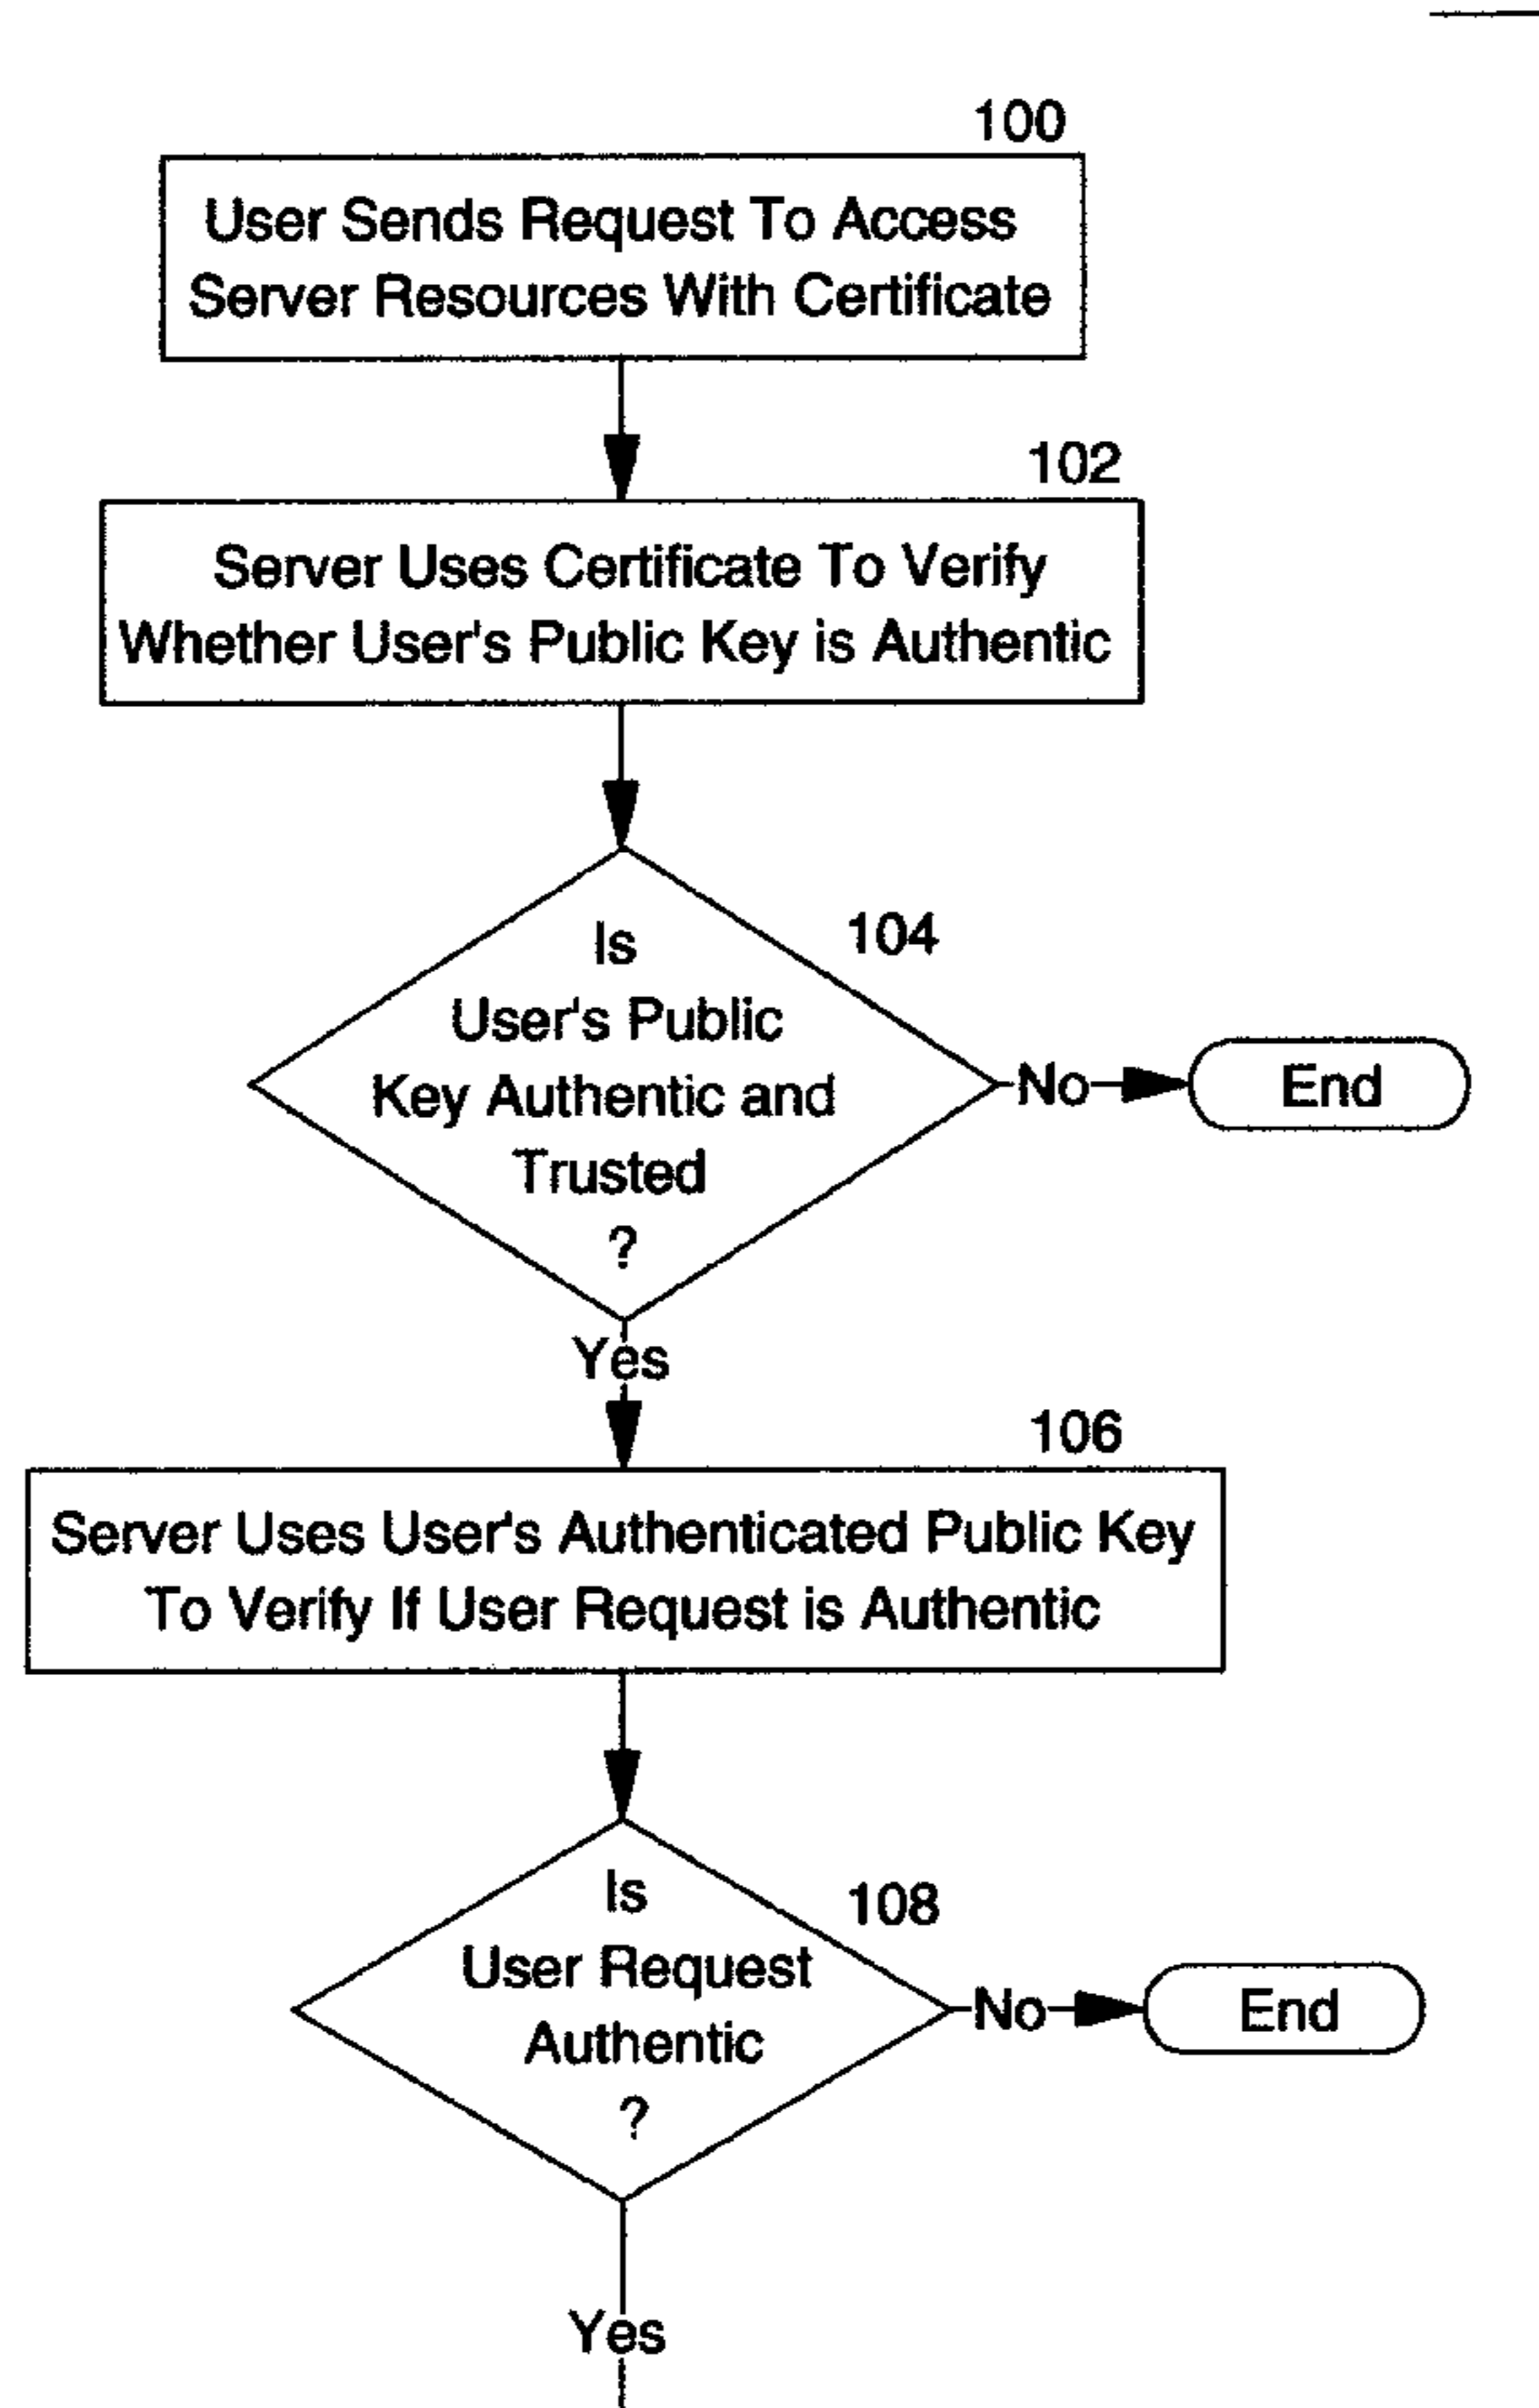 100
User Sends Request To Access
Server Resources With Certificate
102
Server Uses Certificate To Verify
Whether User's Public Key is Authentic
104
Is
User's Public
Key Authentic and
Trusted
?
No
End
Yes
106
Server Uses User's Authenticated Public Key
To Verify If User Request is Authentic
108
Is
User Request
Authentic
?
No
End
Yes